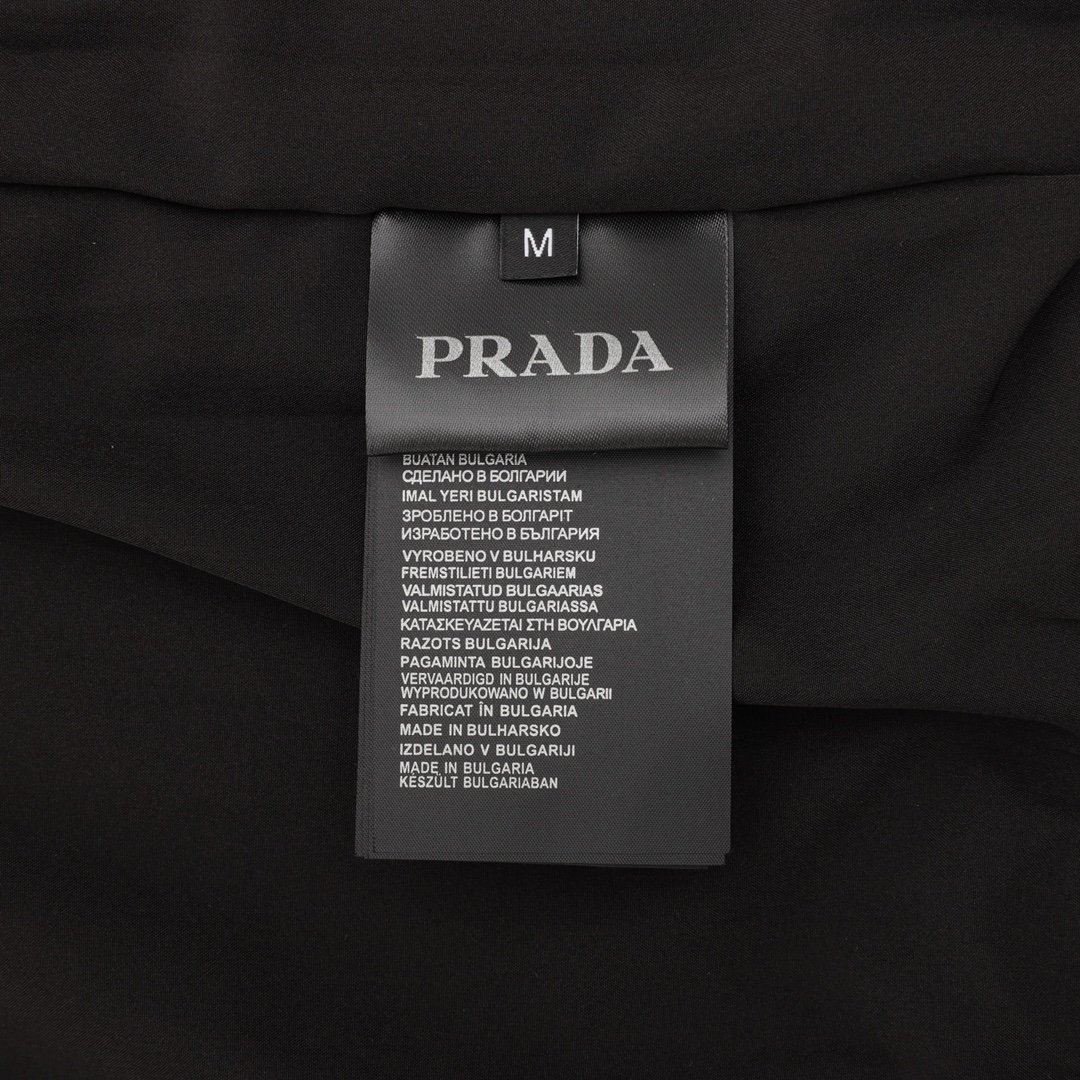 M
PRADA
BUATAN BULGARIA
СДЕЛАНО В БОЛГАРИИ
IMAL YERI BULGARISTAM
ЗРОБЛЕНО В БОЛГАРІТ
ИЗРАБОТЕНО В БЪЛГАРИЯ
VYROBENO V BULHARSKU
FREMSTILIETI BULGARIEM
VALMISTATUD BULGAARIAS
VALMISTATTU BULGARIASSA
ΚΑΤΑΣΚΕΥΑΖΕΤΑΙ ΣΤΗ ΒΟΥΛΓΑΡΙΑ
RAZOTS BULGARIJA
PAGAMINTA BULGARIJOJE
VERVAARDIGD IN BULGARIJE
WYPRODUKOWANO W BULGARII
FABRICAT ÎN BULGARIA
MADE IN BULHARSKO
IZDELANO V BULGARIJI
MADE IN BULGARIA
KÉSZÜLT BULGARIABAN